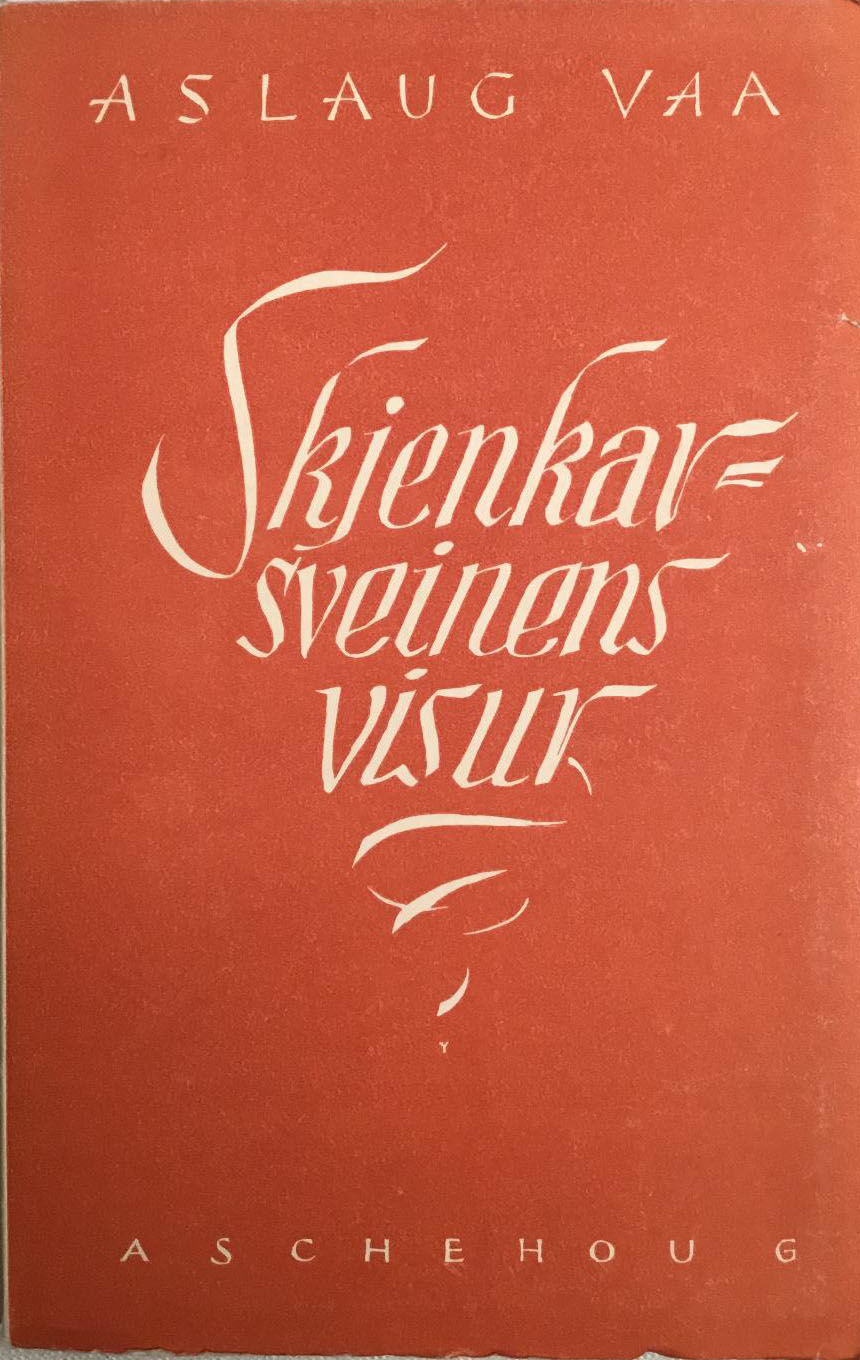 ASLAUG VAA
Skjenkar=
sveinens
visur
Y
ASCHEHOUG